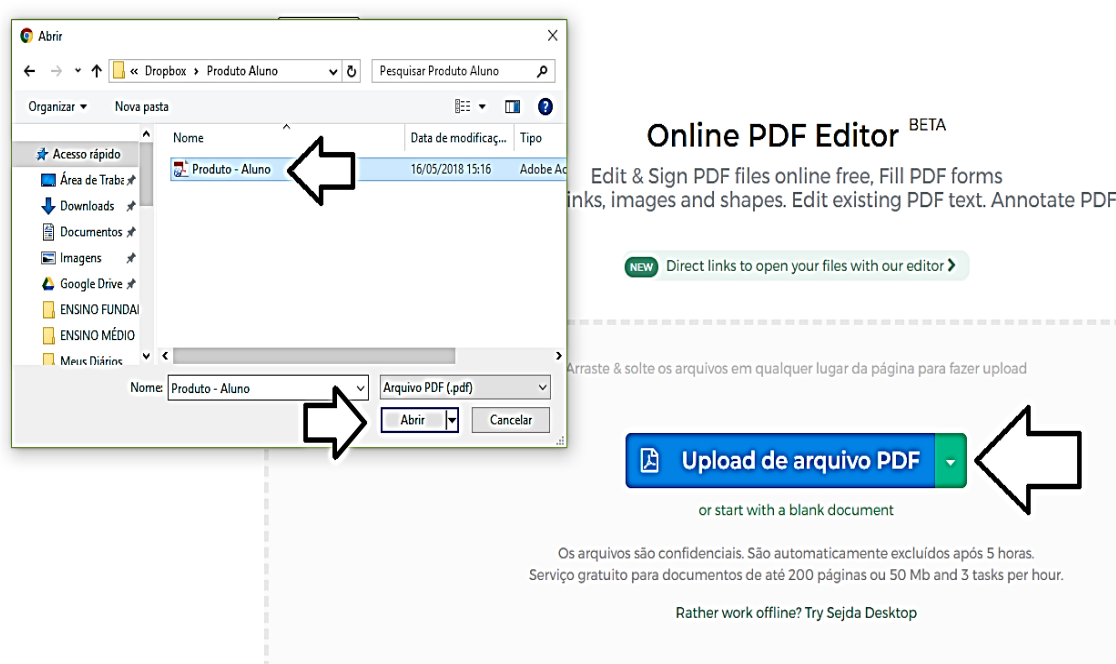 Abrir
« Dropbox › Produto Aluno
Pesquisar Produto Aluno
Organizar
Nova pasta
Nome
Data de modificaç...
Tipo
Acesso rápido
Produto - Aluno
16/05/2018 15:16
Adobe Ac
Área de Traba
Downloads
Documentos
Imagens
Google Drive
ENSINO FUNDAI
ENSINO MÉDIO
Meus Diários
Nome:
Produto - Aluno
Arquivo PDF (.pdf)
Abrir
Cancelar
Online PDF Editor BETA
Edit & Sign PDF files online free, Fill PDF forms
inks, images and shapes. Edit existing PDF text. Annotate PDF
NEW Direct links to open your files with our editor
Arraste & solte os arquivos em qualquer lugar da página para fazer upload
Upload de arquivo PDF
or start with a blank document
Os arquivos são confidenciais. São automaticamente excluídos após 5 horas.
Serviço gratuito para documentos de até 200 páginas ou 50 Mb and 3 tasks per hour.
Rather work offline? Try Sejda Desktop